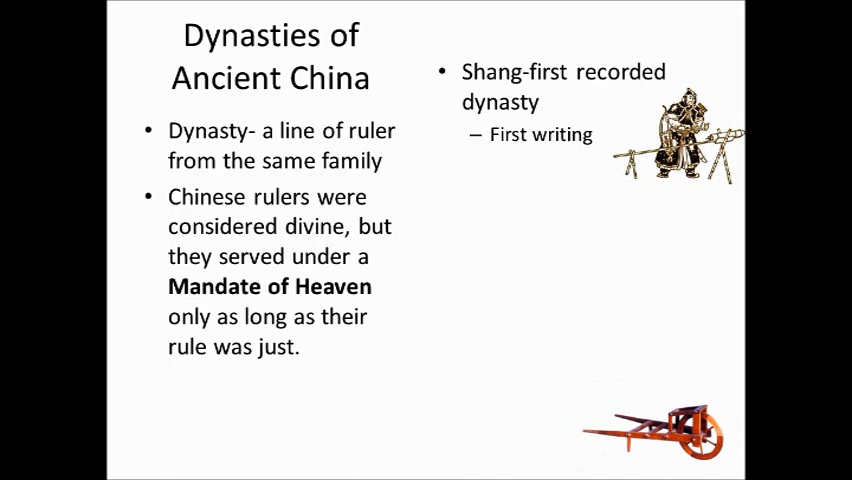 Dynasties of
Ancient China
• Dynasty- a line of ruler
from the same family
• Chinese rulers were
considered divine, but
they served under a
Mandate of Heaven
only as long as their
rule was just.
• Shang-first recorded
dynasty
– First writing